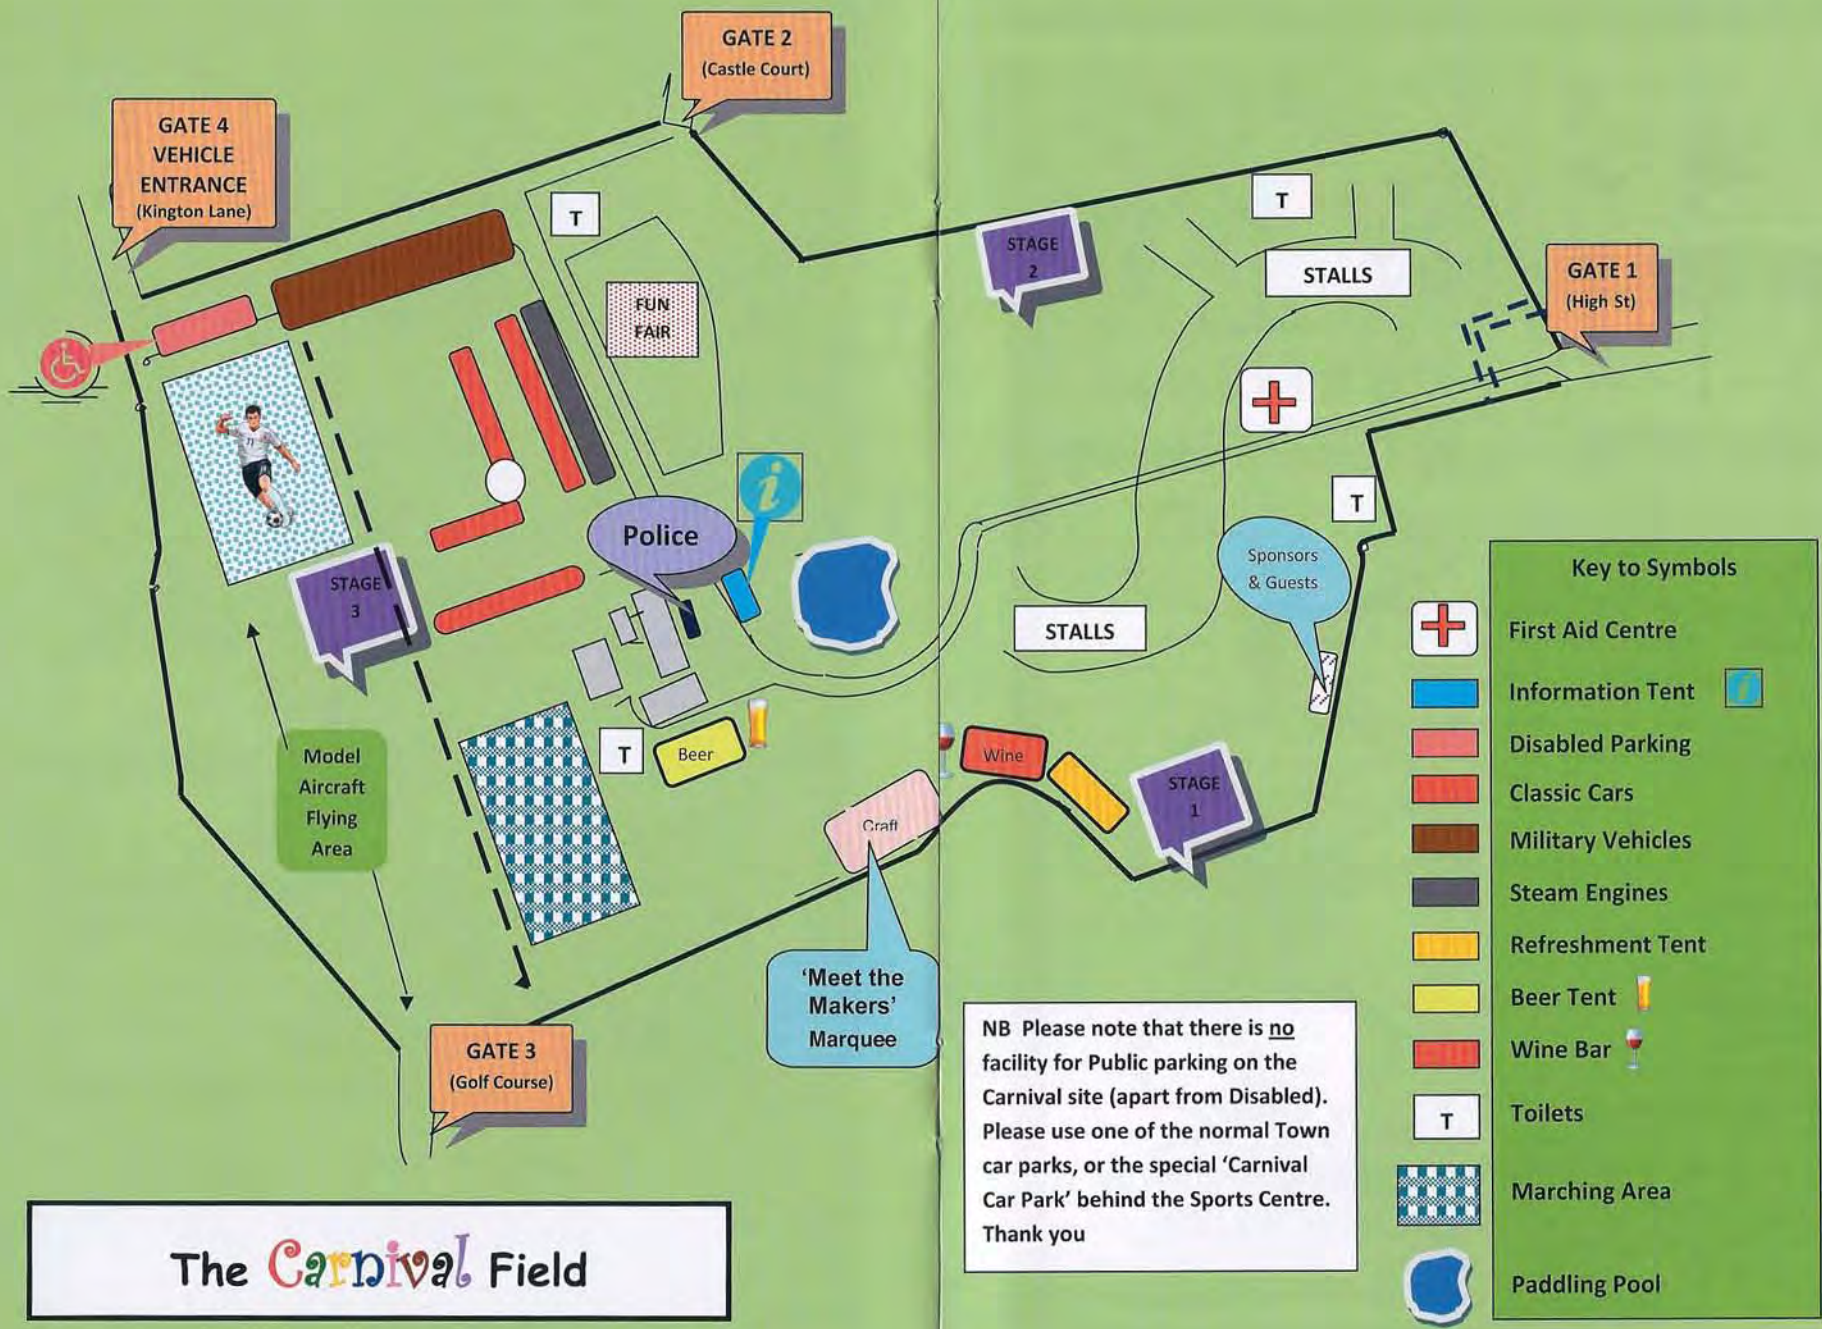 GATE 2
(Castle Court)
GATE 4
VEHICLE
ENTRANCE
(Kington Lane)
T
T
STAGE
2
STALLS
GATE 1
(High St)
FUN
FAIR
11
i
Police
T
Sponsors
& Guests
STAGE
3
STALLS
Model
Aircraft
Flying
Area
T
Beer
Wine
STAGE
1
Craft
'Meet the
Makers'
Marquee
GATE 3
(Golf Course)
NB Please note that there is no
facility for Public parking on the
Carnival site (apart from Disabled).
Please use one of the normal Town
car parks, or the special 'Carnival
Car Park' behind the Sports Centre.
Thank you
Key to Symbols
First Aid Centre
Information Tent i
Disabled Parking
Classic Cars
Military Vehicles
Steam Engines
Refreshment Tent
Beer Tent
Wine Bar
T Toilets
Marching Area
Paddling Pool
The Carnival Field